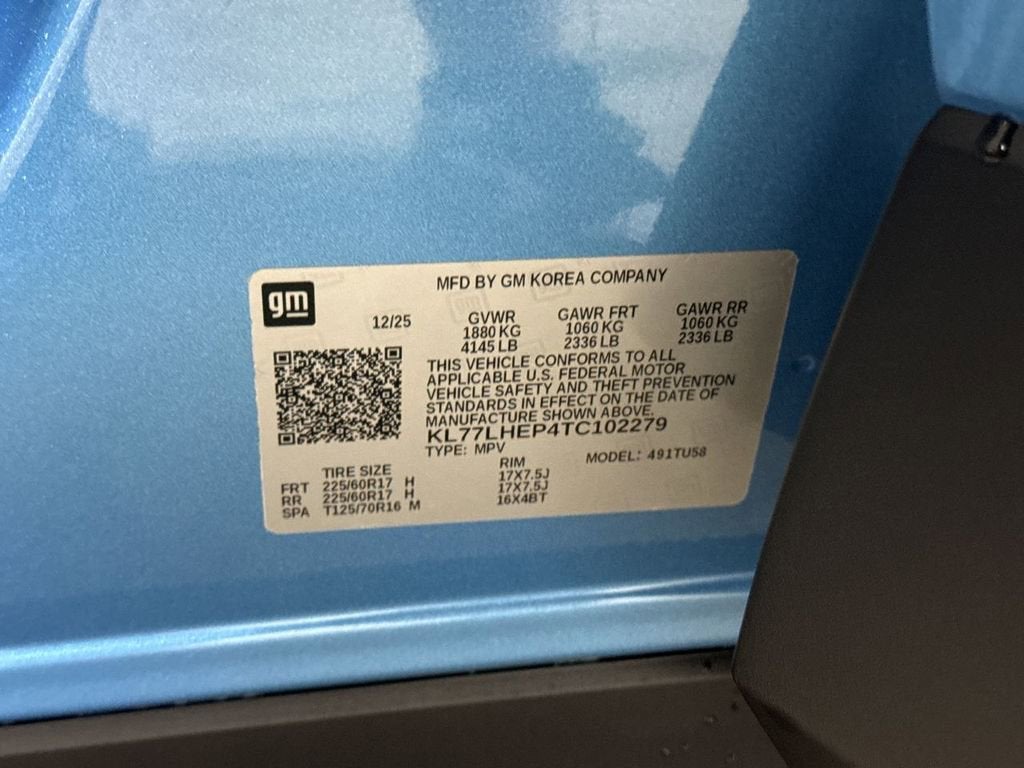 gm
MFD BY GM KOREA COMPANY
12/25
GVWR GAWR FRT GAWR RR
1880 KG 1060 KG 1060 KG
4145 LB 2336 LB 2336 LB
THIS VEHICLE CONFORMS TO ALL
APPLICABLE U.S. FEDERAL MOTOR
VEHICLE SAFETY AND THEFT PREVENTION
STANDARDS IN EFFECT ON THE DATE OF
MANUFACTURE SHOWN ABOVE.
KL77LHEP4TC102279
TYPE: MPV MODEL: 491TU58
TIRE SIZE RIM
FRT 225/60R17 H 17X7.5J
RR 225/60R17 H 17X7.5J
SPA T125/70R16 M 16X4BT